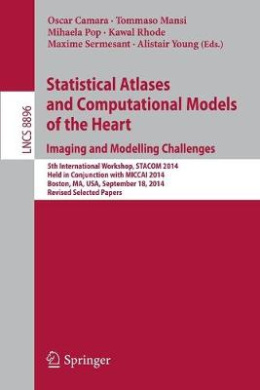 Oscar Camara · Tommaso Mansi
Mihaela Pop · Kawal Rhode
Maxime Sermesant · Alistair Young (Eds.)
LNCS 8896
Statistical Atlases
and Computational Models
of the Heart
Imaging and Modelling Challenges
5th International Workshop, STACOM 2014
Held in Conjunction with MICCAI 2014
Boston, MA, USA, September 18, 2014
Revised Selected Papers
Springer